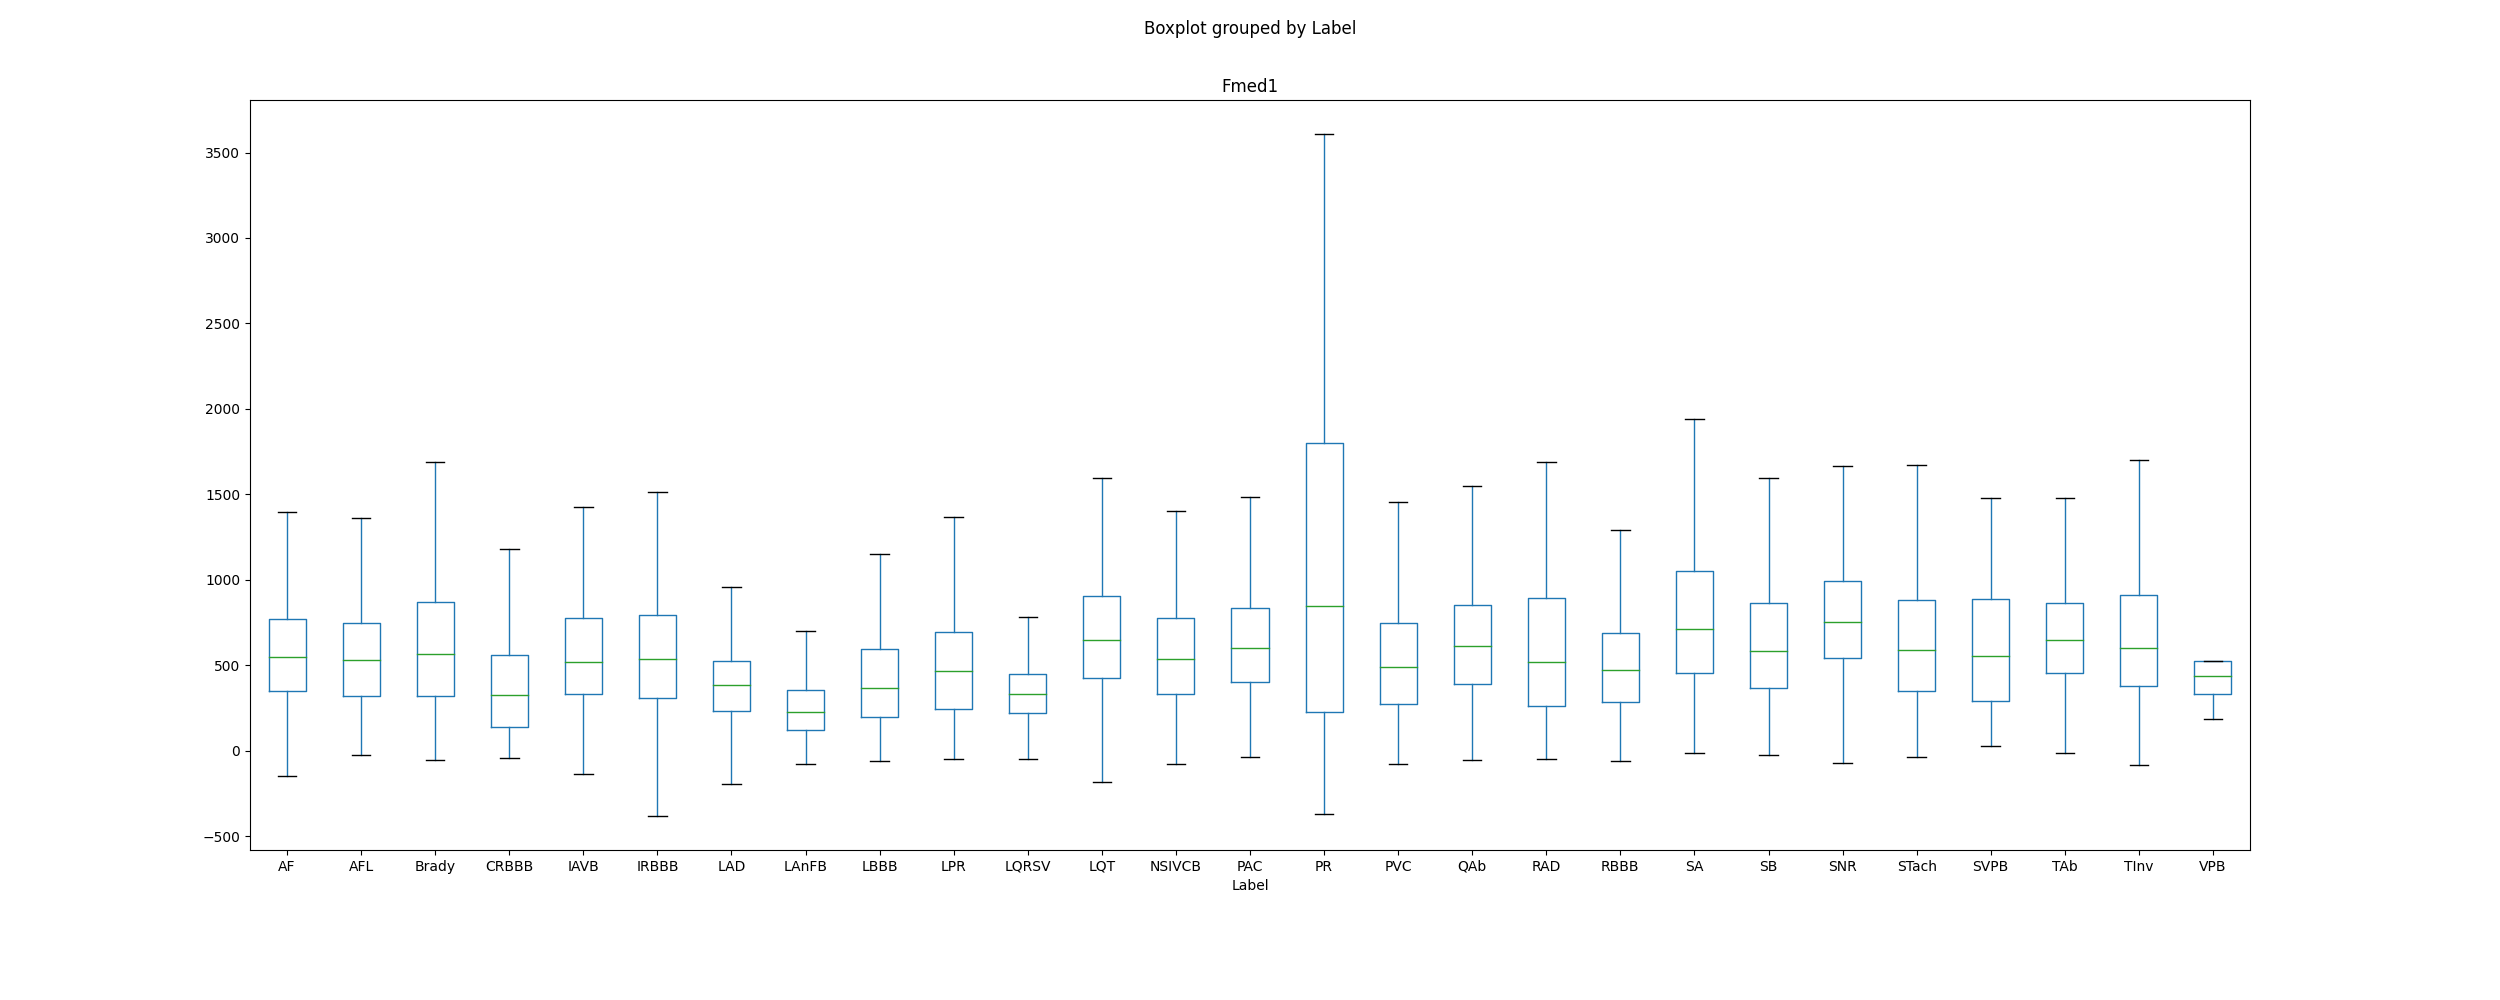 Boxplot grouped by Label
Fmed1
3500
3000
2500
2000
1500
1000
500
0
−500
AF AFL Brady CRBBB IAVB IRBBB LAD LAnFB LBBB LPR LQRSV LQT NSIVCB PAC PR PVC QAb RAD RBBB SA SB SNR STach SVPB TAb TInv VPB
Label